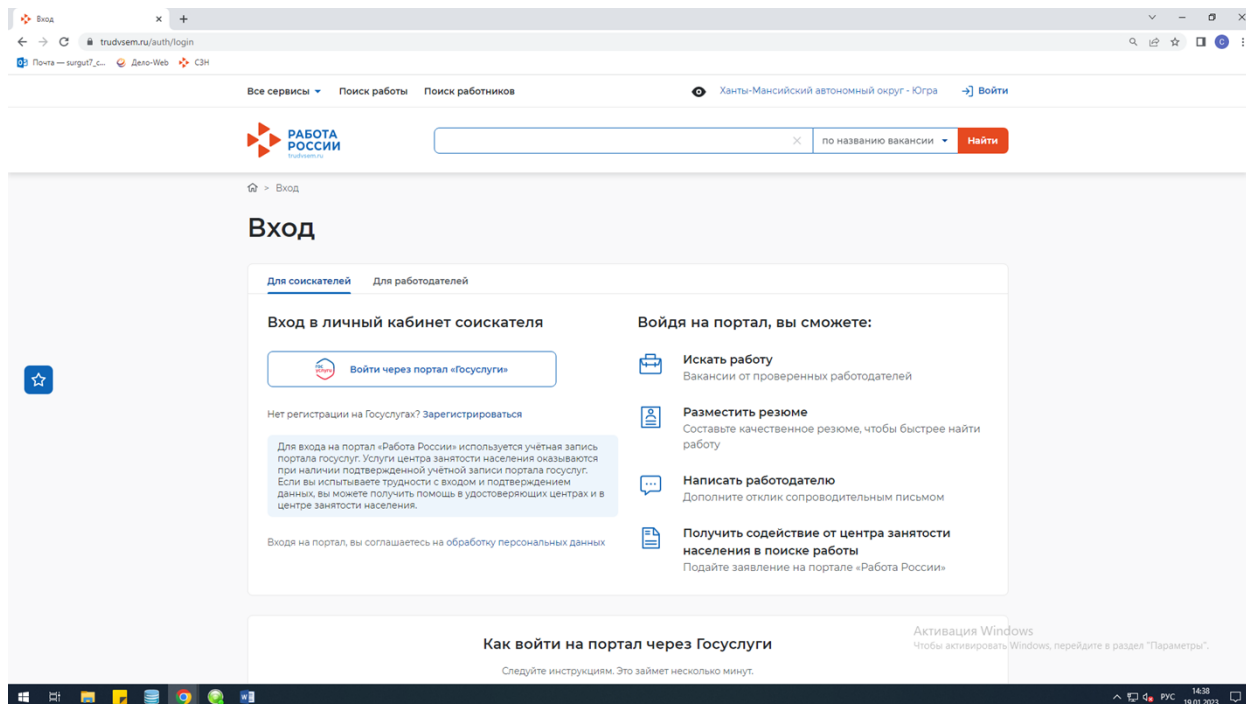 Вход
trudvsem.ru/auth/login
С
Почта — surgut7_c... Дело-Web СЗН
Все сервисы Поиск работы Поиск работников Ханты-Мансийский автономный округ - Югра Войти
РАБОТА
РОССИИ
trudvsem.ru
по названию вакансии Найти
> Вход
Вход
Для соискателей Для работодателей
Вход в личный кабинет соискателя
гос
услуги
Войти через портал «Госуслуги»
Нет регистрации на Госуслугах? Зарегистрироваться
Для входа на портал «Работа России» используется учётная запись
портала госуслуг. Услуги центра занятости населения оказываются
при наличии подтвержденной учётной записи портала госуслуг.
Если вы испытываете трудности с входом и подтверждением
данных, вы можете получить помощь в удостоверяющих центрах и в
центре занятости населения.
Входя на портал, вы соглашаетесь на обработку персональных данных
Войдя на портал, вы сможете:
Искать работу
Вакансии от проверенных работодателей
Разместить резюме
Составьте качественное резюме, чтобы быстрее найти
работу
Написать работодателю
Дополните отклик сопроводительным письмом
Получить содействие от центра занятости
населения в поиске работы
Подайте заявление на портале «Работа России»
Как войти на портал через Госуслуги
Следуйте инструкциям. Это займет несколько минут.
Активация Windows
Чтобы активировать Windows, перейдите в раздел "Параметры".
РУС
14:38
19.01.2023